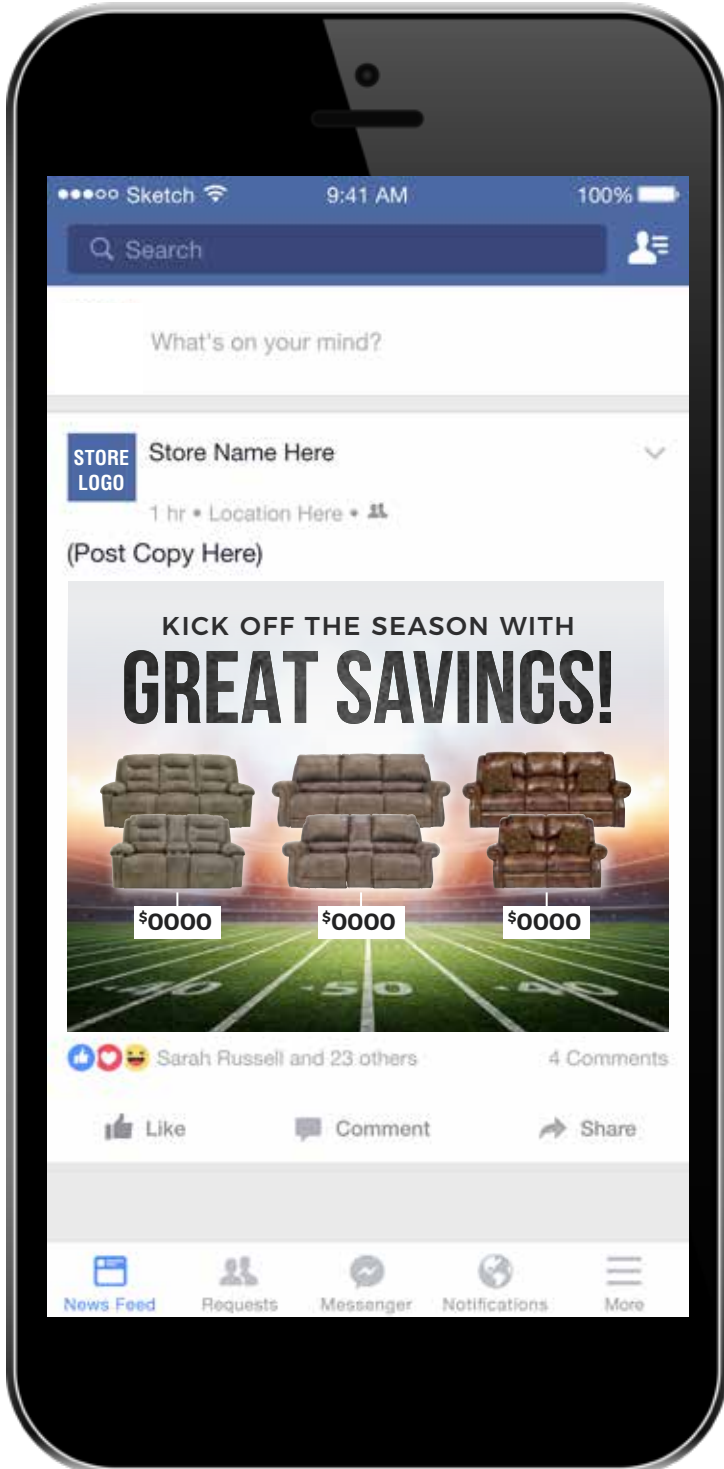 ●●●○○ Sketch 9:41 AM 100%
Search
What's on your mind?
STORE
LOGO
Store Name Here
1 hr • Location Here •
(Post Copy Here)
KICK OFF THE SEASON WITH
GREAT SAVINGS!
$0000 $0000 $0000
40 50 40
Sarah Russell and 23 others 4 Comments
Like Comment Share
News Feed Requests Messenger Notifications More